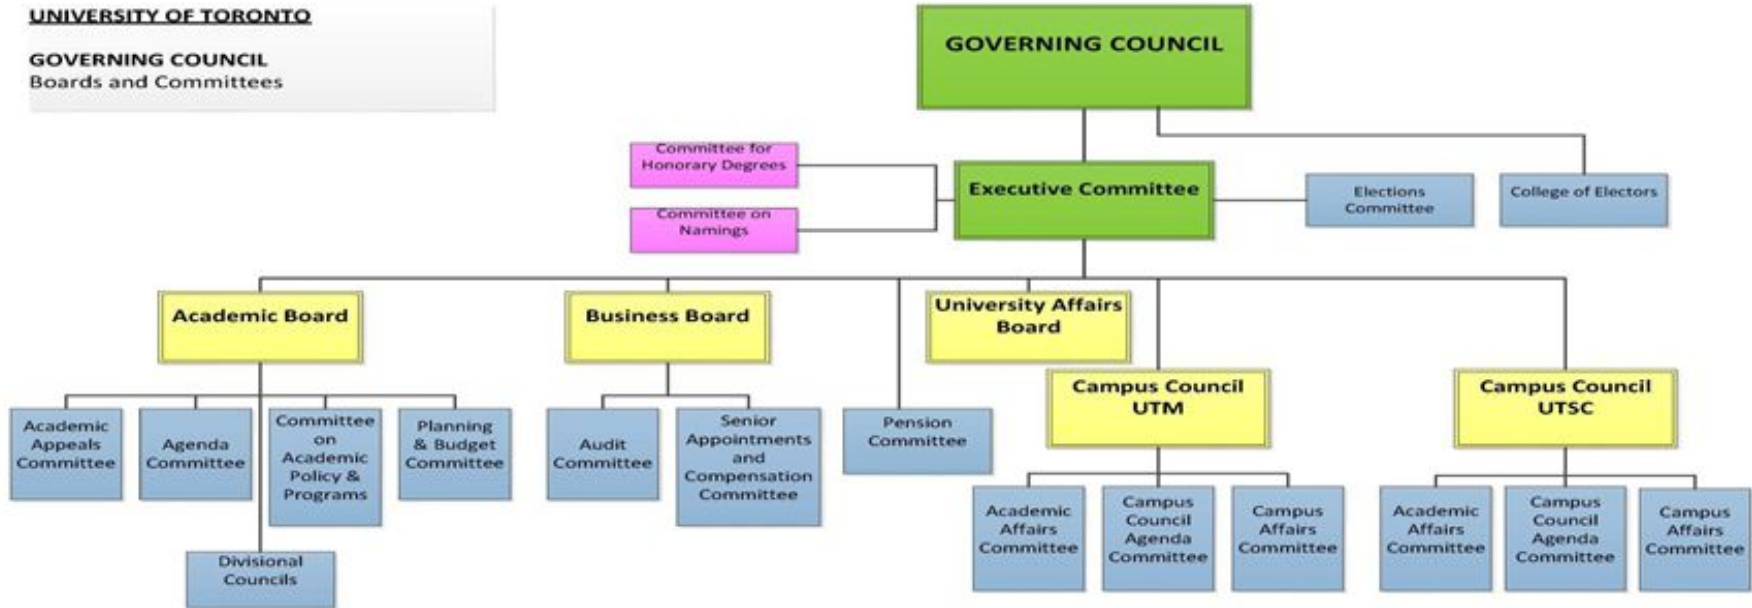 UNIVERSITY OF TORONTO
GOVERNING COUNCIL
Boards and Committees
GOVERNING COUNCIL
Committee for
Honorary Degrees
Committee on
Namings
Executive Committee
Elections
Committee
College of Electors
Academic Board
Business Board
University Affairs
Board
Campus Council
UTM
Campus Council
UTSC
Academic
Appeals
Committee
Agenda
Committee
Committee
on
Academic
Policy &
Programs
Planning
& Budget
Committee
Audit
Committee
Senior
Appointments
and
Compensation
Committee
Pension
Committee
Academic
Affairs
Committee
Campus
Council
Agenda
Committee
Campus
Affairs
Committee
Academic
Affairs
Committee
Campus
Council
Agenda
Committee
Campus
Affairs
Committee
Divisional
Councils